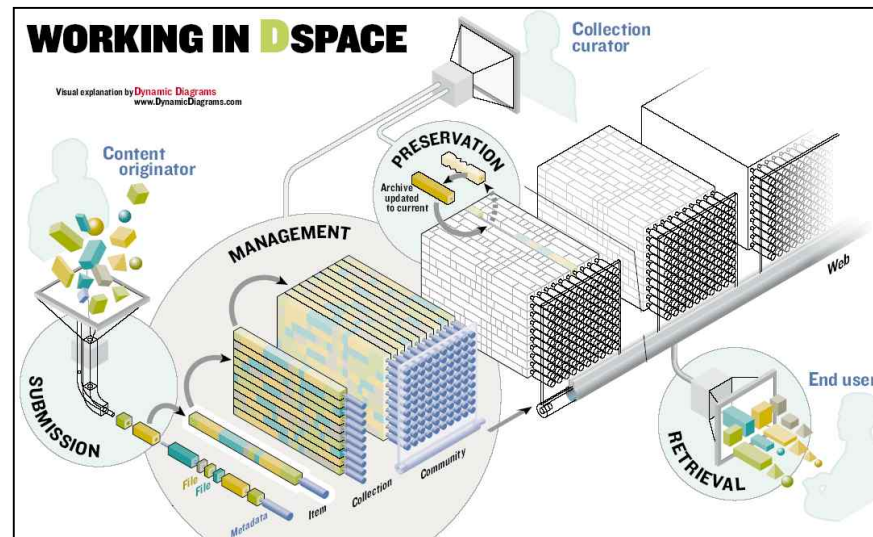 WORKING IN DSPACE
Visual explanation by Dynamic Diagrams
www.DynamicDiagrams.com
Collection
curator
Content
originator
PRESERVATION
Archive
updated
to current
MANAGEMENT
Web
SUBMISSION
File
File
Metadata
Item
Collection
Community
End user
RETRIEVAL